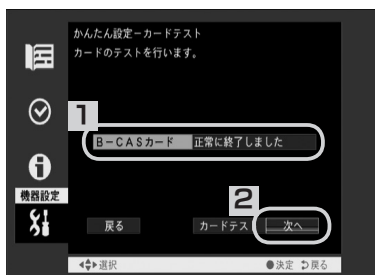 かんたん設定－カードテスト
カードのテストを行います。
1
B－CASカード 正常に終了しました
機器設定
2
戻る カードテス 次へ
選択 決定 戻る